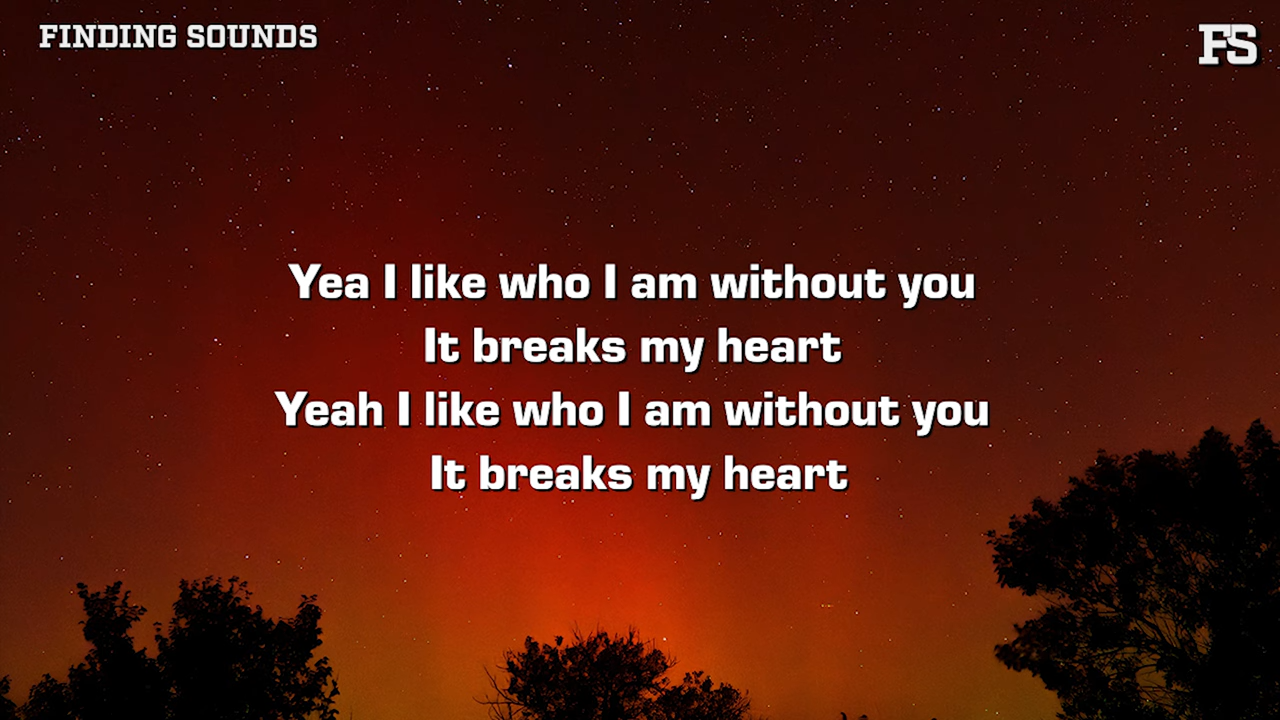 FINDING SOUNDS
FS
Yea I like who I am without you
It breaks my heart
Yeah I like who I am without you
It breaks my heart